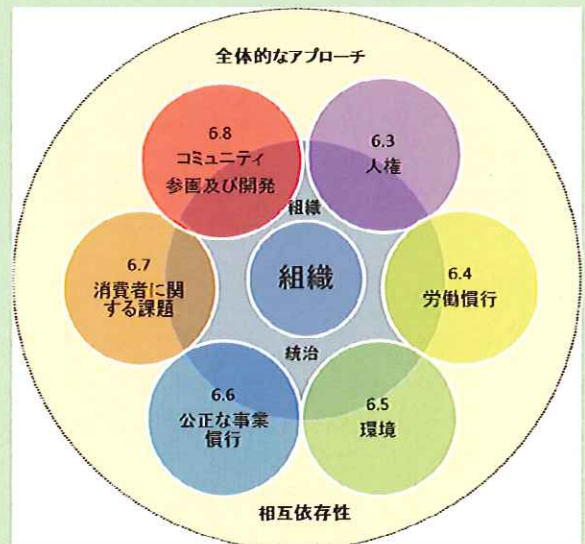 全体的なアプローチ
6.8
コミュニティ
参画及び開発
6.3
人権
組織
6.7
消費者に関
する課題
組織
6.4
労働慣行
統治
6.6
公正な事業
慣行
6.5
環境
相互依存性